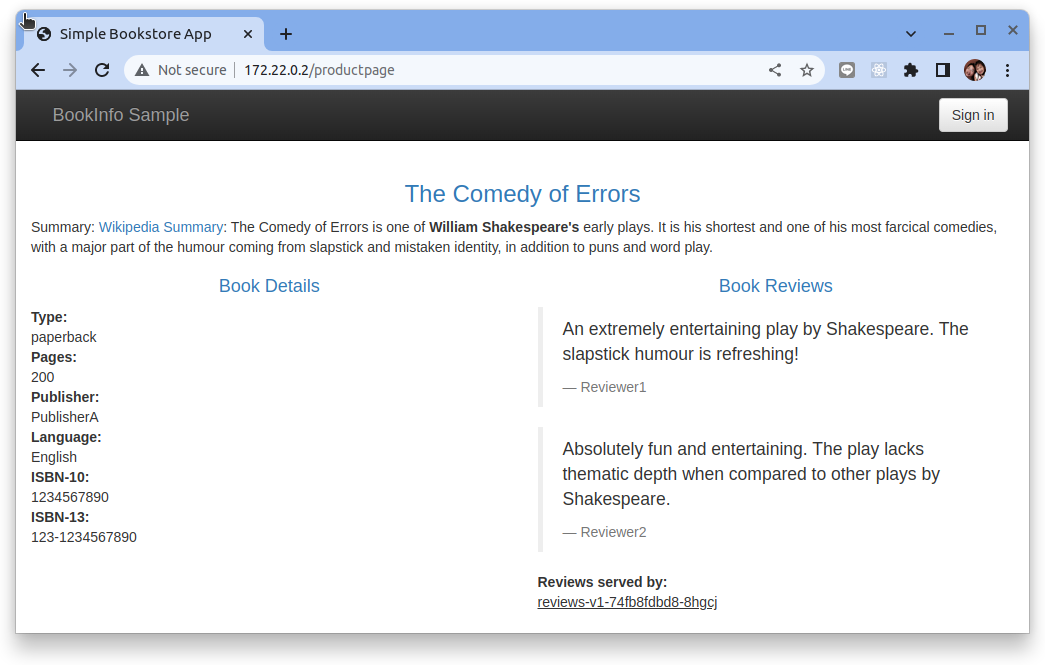 Simple Bookstore App
Not secure
172.22.0.2/productpage
BookInfo Sample
Sign in
The Comedy of Errors
Summary: Wikipedia Summary: The Comedy of Errors is one of William Shakespeare's early plays. It is his shortest and one of his most farcical comedies,
with a major part of the humour coming from slapstick and mistaken identity, in addition to puns and word play.
Book Details
Type:
paperback
Pages:
200
Publisher:
PublisherA
Language:
English
ISBN-10:
1234567890
ISBN-13:
123-1234567890
Book Reviews
An extremely entertaining play by Shakespeare. The
slapstick humour is refreshing!
— Reviewer1
Absolutely fun and entertaining. The play lacks
thematic depth when compared to other plays by
Shakespeare.
— Reviewer2
Reviews served by:
reviews-v1-74fb8fdbd8-8hgcj